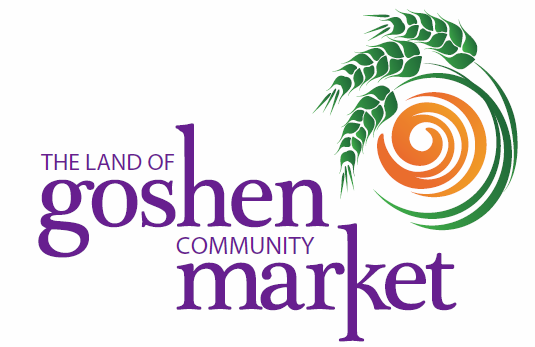 THE LAND OF
goshen
COMMUNITY
market